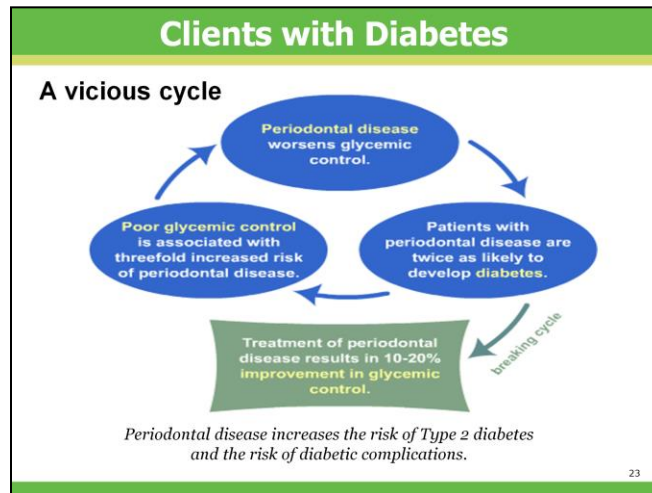 Clients with Diabetes
A vicious cycle
Periodontal disease
worsens glycemic
control.
Poor glycemic control
is associated with
threefold increased risk
of periodontal disease.
Patients with
periodontal disease are
twice as likely to
develop diabetes.
breaking cycle
Treatment of periodontal
disease results in 10-20%
improvement in glycemic
control.
Periodontal disease increases the risk of Type 2 diabetes
and the risk of diabetic complications.
23